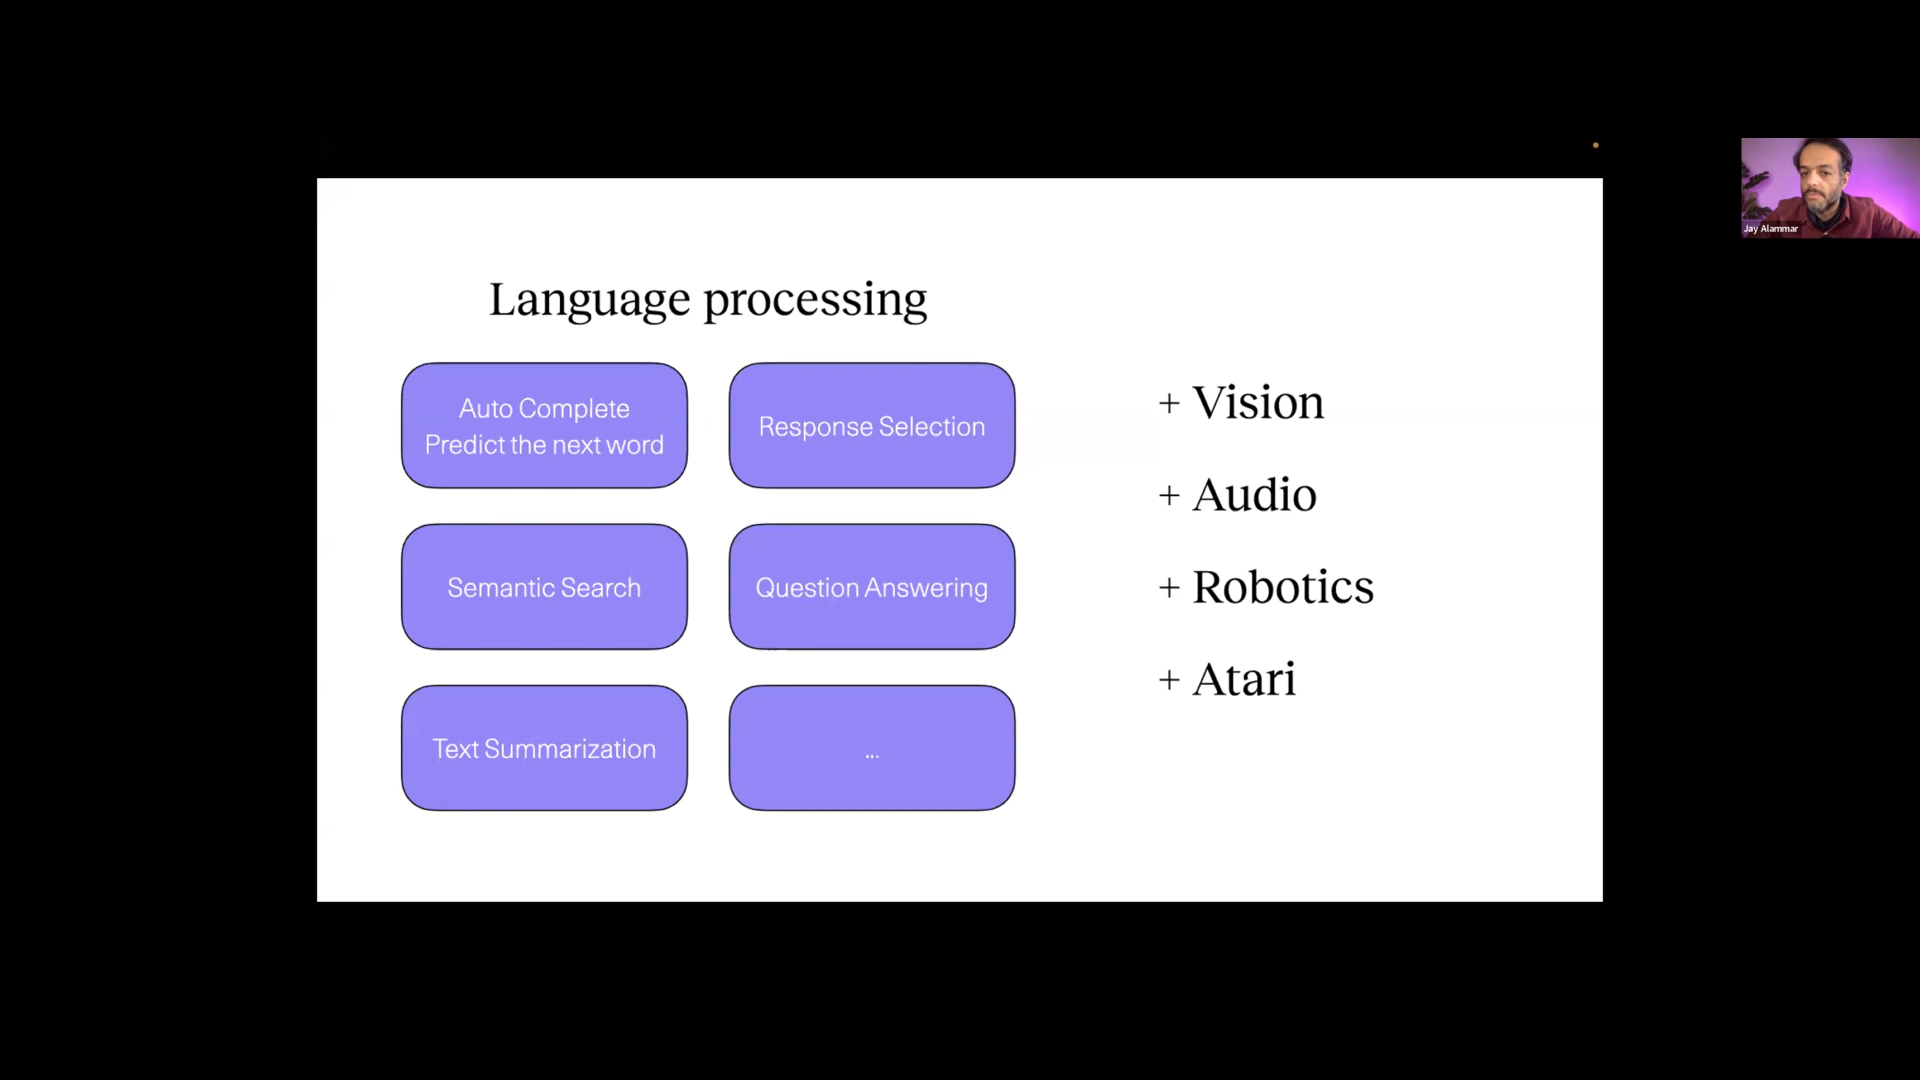 Language processing
Auto Complete
Predict the next word
Response Selection
Semantic Search
Question Answering
Text Summarization
...
+ Vision
+ Audio
+ Robotics
+ Atari
Jay Alammar